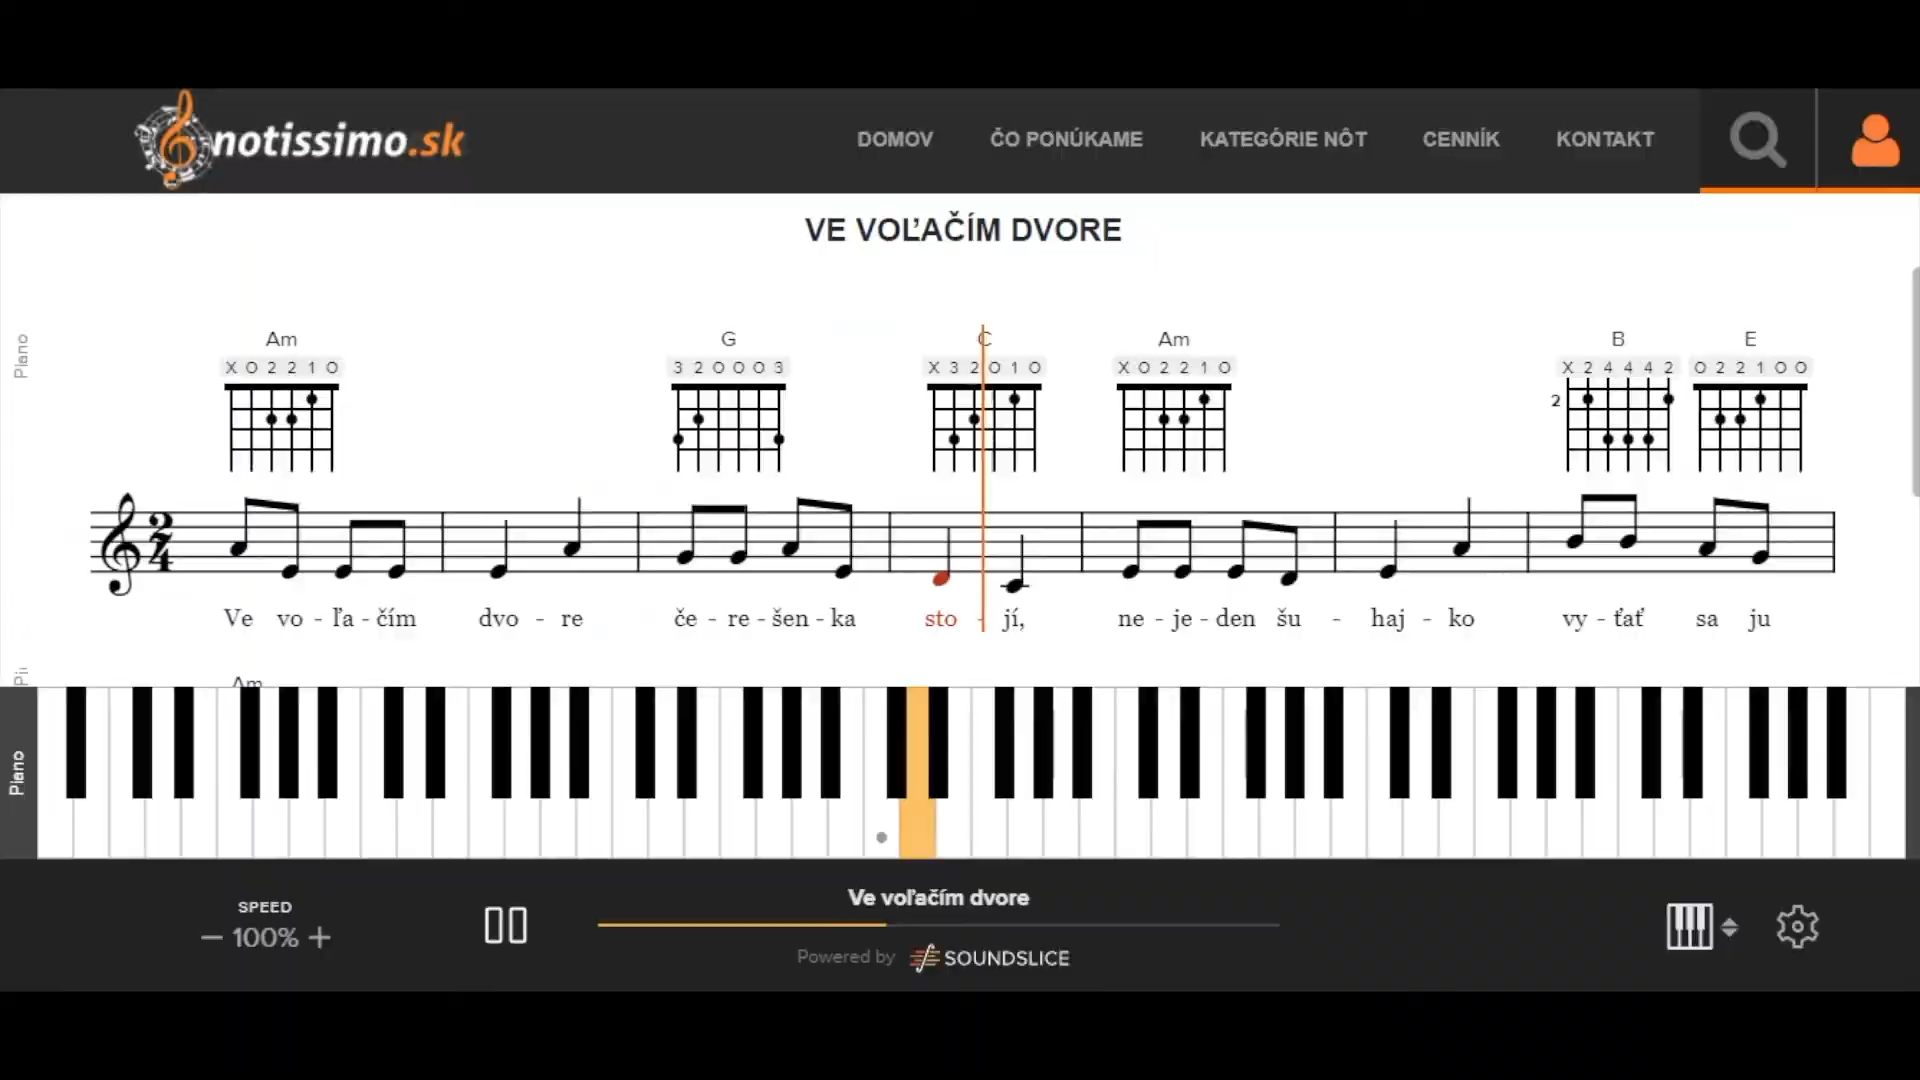 notissimo.sk DOMOV ČO PONÚKAME KATEGÓRIE NÔT CENNÍK KONTAKT
VE VOĽAČÍM DVORE
Piano
Am G C Am B E
X O 2 2 1 O 3 2 O O O 3 X 3 2 O 1 O X O 2 2 1 O X 2 4 4 4 2 O 2 2 1 O O
2
2
4
Ve vo - ľa - čím dvo - re če - re - šen - ka sto - jí, ne - je - den šu - haj - ko vy - ťať sa ju
Am
Piano
Ve voľačím dvore
SPEED
100%
Powered by SOUNDSLICE